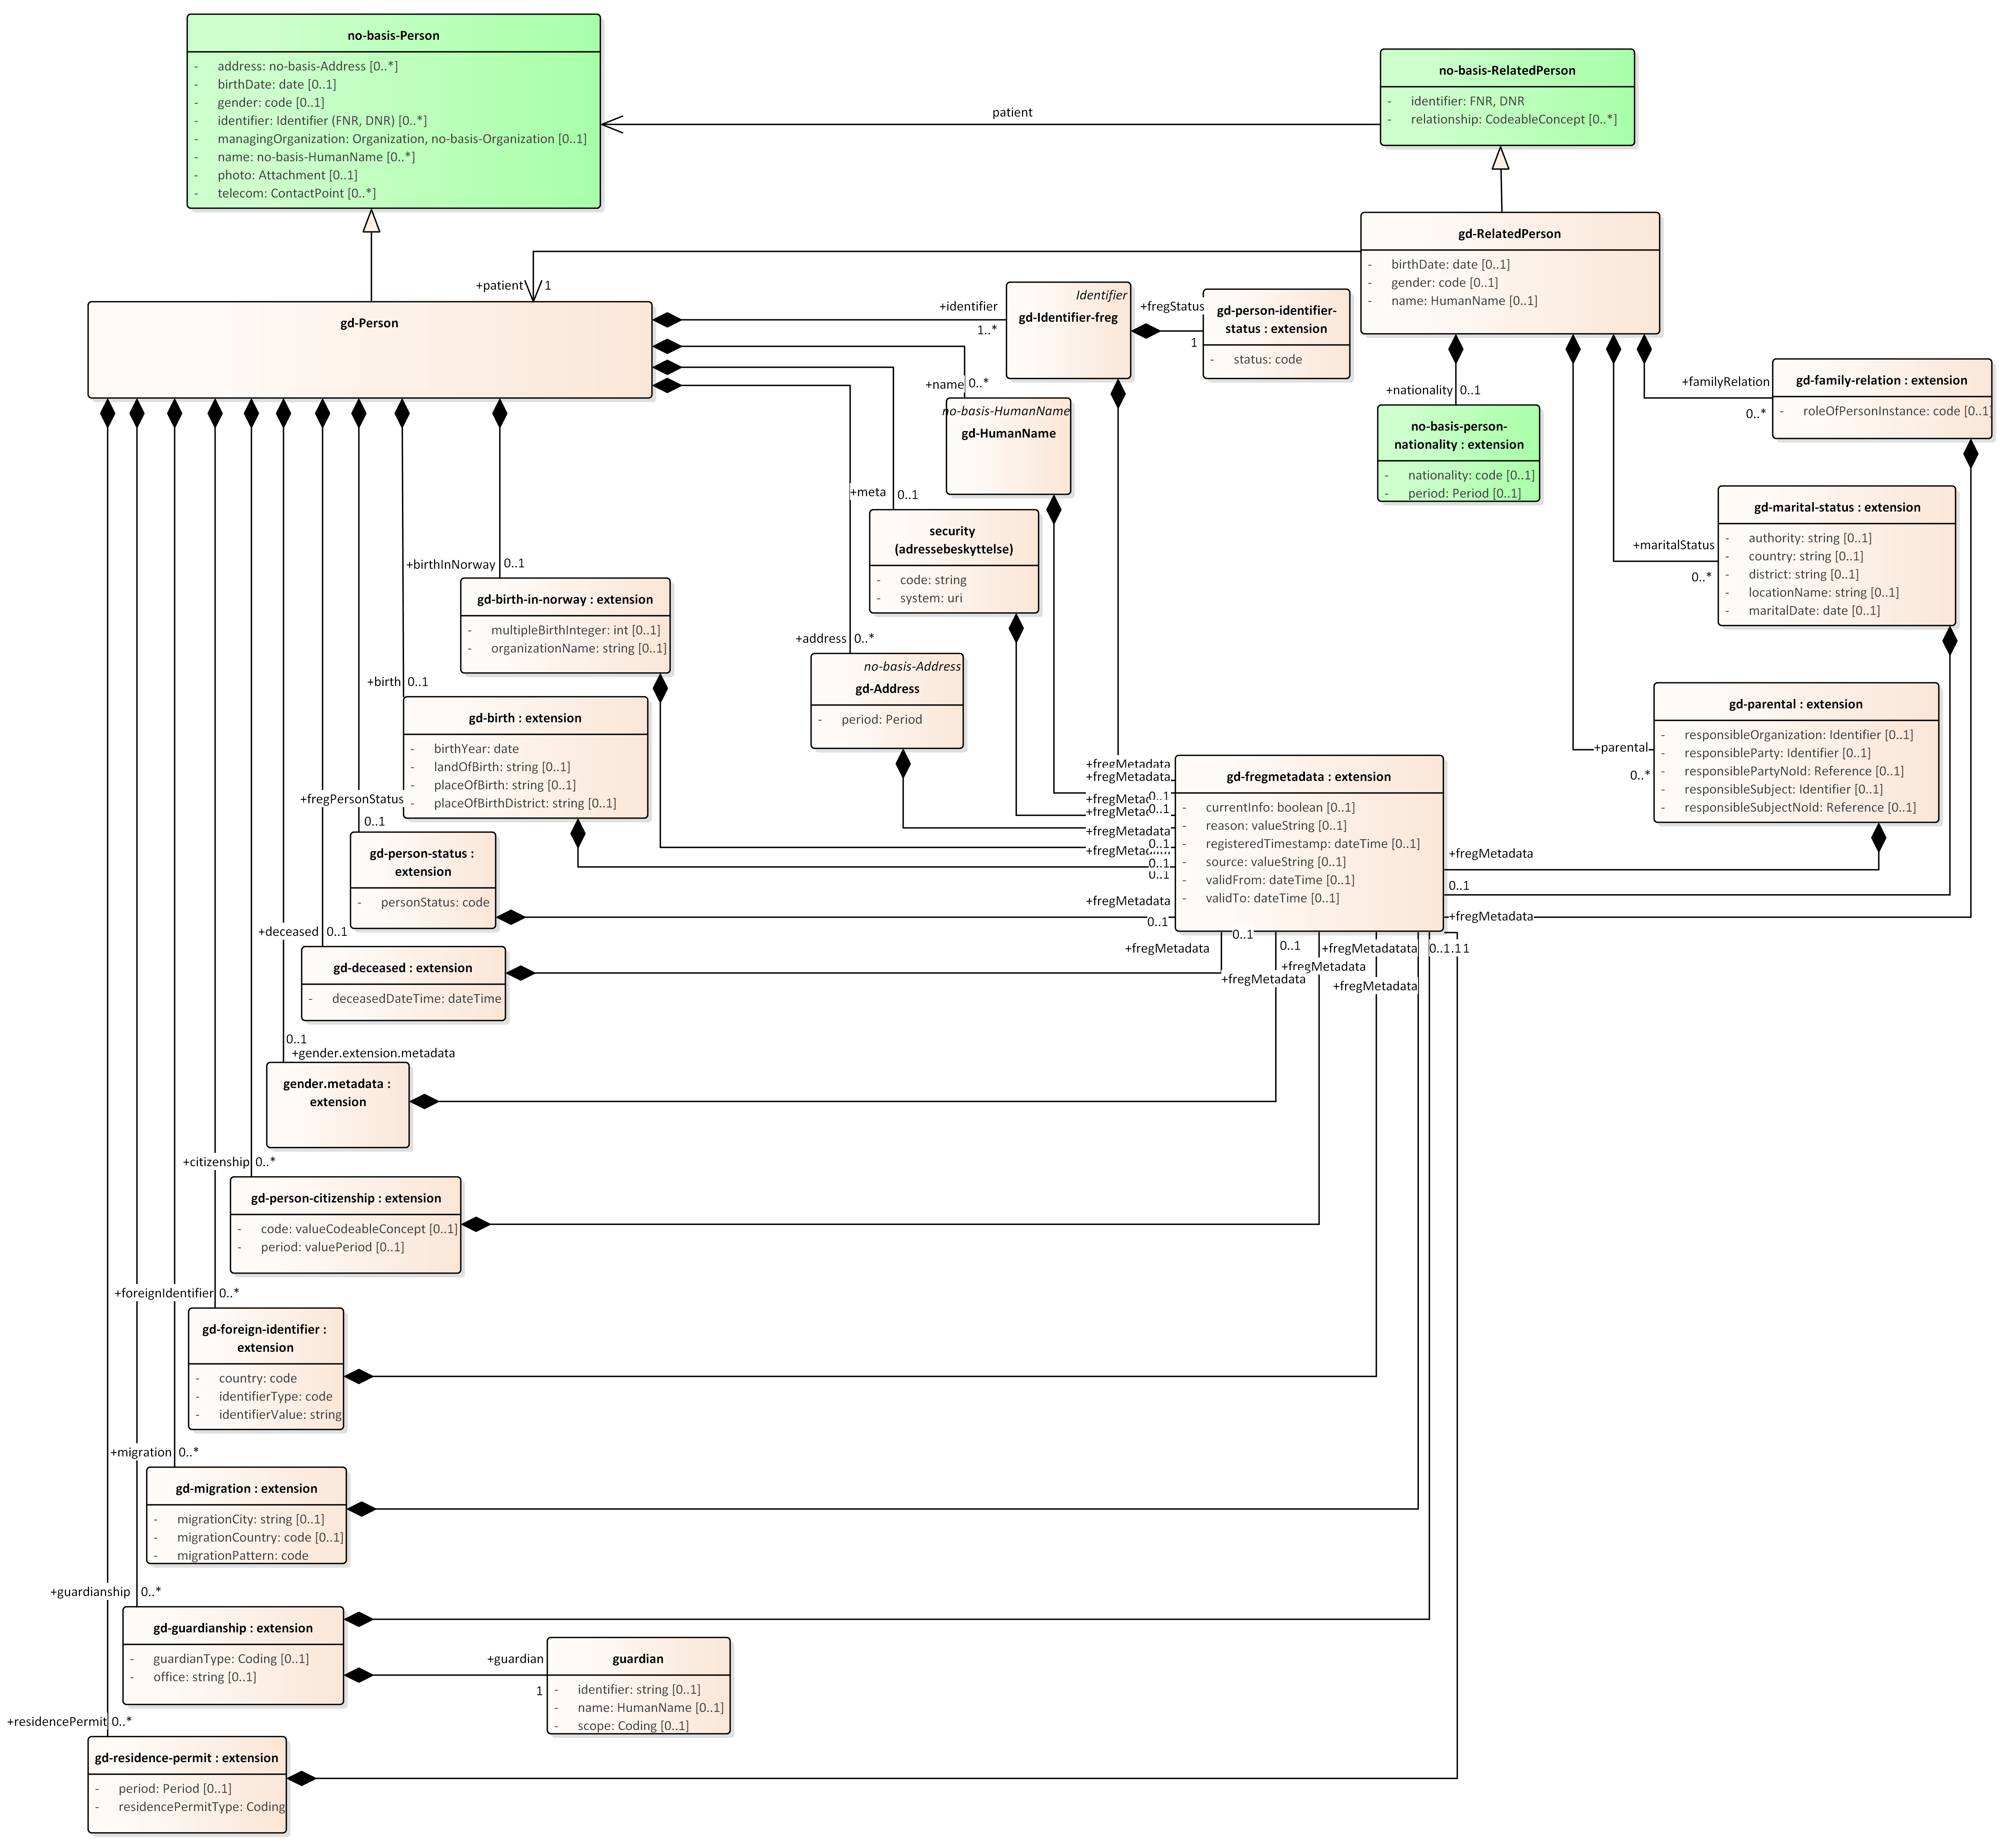 no-basis-Person
- address: no-basis-Address [0..*]
- birthDate: date [0..1]
- gender: code [0..1]
- identifier: Identifier (FNR, DNR) [0..*]
- managingOrganization: Organization, no-basis-Organization [0..1]
- name: no-basis-HumanName [0..*]
- photo: Attachment [0..1]
- telecom: ContactPoint [0..*]
patient
no-basis-RelatedPerson
- identifier: FNR, DNR
- relationship: CodeableConcept [0..*]
gd-RelatedPerson
- birthDate: date [0..1]
- gender: code [0..1]
- name: HumanName [0..1]
+patient 1
gd-Person
+identifier
1..*
Identifier
gd-Identifier-freg
+fregStatus
1
gd-person-identifier-
status : extension
- status: code
+name 0..*
no-basis-HumanName
gd-HumanName
+nationality 0..1
no-basis-person-
nationality : extension
- nationality: code [0..1]
- period: Period [0..1]
+familyRelation
0..*
gd-family-relation : extension
- roleOfPersonInstance: code [0..1]
+meta 0..1
security
(adressebeskyttelse)
- code: string
- system: uri
+maritalStatus
0..*
gd-marital-status : extension
- authority: string [0..1]
- country: string [0..1]
- district: string [0..1]
- locationName: string [0..1]
- maritalDate: date [0..1]
+birthInNorway 0..1
gd-birth-in-norway : extension
- multipleBirthInteger: int [0..1]
- organizationName: string [0..1]
+address 0..*
no-basis-Address
gd-Address
- period: Period
+birth 0..1
gd-birth : extension
- birthYear: date
- landOfBirth: string [0..1]
- placeOfBirth: string [0..1]
- placeOfBirthDistrict: string [0..1]
+parental
0..*
gd-parental : extension
- responsibleOrganization: Identifier [0..1]
- responsibleParty: Identifier [0..1]
- responsiblePartyNoId: Reference [0..1]
- responsibleSubject: Identifier [0..1]
- responsibleSubjectNoId: Reference [0..1]
+fregMetadata
+fregMetadata
0..1
0..1
+fregMetadata
0..1
0..1
0..1
+fregMetadata
0..1
gd-fregmetadata : extension
- currentInfo: boolean [0..1]
- reason: valueString [0..1]
- registeredTimestamp: dateTime [0..1]
- source: valueString [0..1]
- validFrom: dateTime [0..1]
- validTo: dateTime [0..1]
+fregMetadata
0..1
+fregMetadata
+fregPersonStatus
0..1
gd-person-status :
extension
- personStatus: code
+fregMetadata 0..1
0..1
+fregMetadata
+fregMetadata
+fregMetadata
+deceased 0..1
gd-deceased : extension
- deceasedDateTime: dateTime
0..1
+gender.extension.metadata
gender.metadata :
extension
+citizenship 0..*
gd-person-citizenship : extension
- code: valueCodeableConcept [0..1]
- period: valuePeriod [0..1]
+foreignIdentifier 0..*
gd-foreign-identifier :
extension
- country: code
- identifierType: code
- identifierValue: string
+migration 0..*
gd-migration : extension
- migrationCity: string [0..1]
- migrationCountry: code [0..1]
- migrationPattern: code
+guardianship 0..*
gd-guardianship : extension
- guardianType: Coding [0..1]
- office: string [0..1]
+guardian
1
guardian
- identifier: string [0..1]
- name: HumanName [0..1]
- scope: Coding [0..1]
+residencePermit 0..*
gd-residence-permit : extension
- period: Period [0..1]
- residencePermitType: Coding